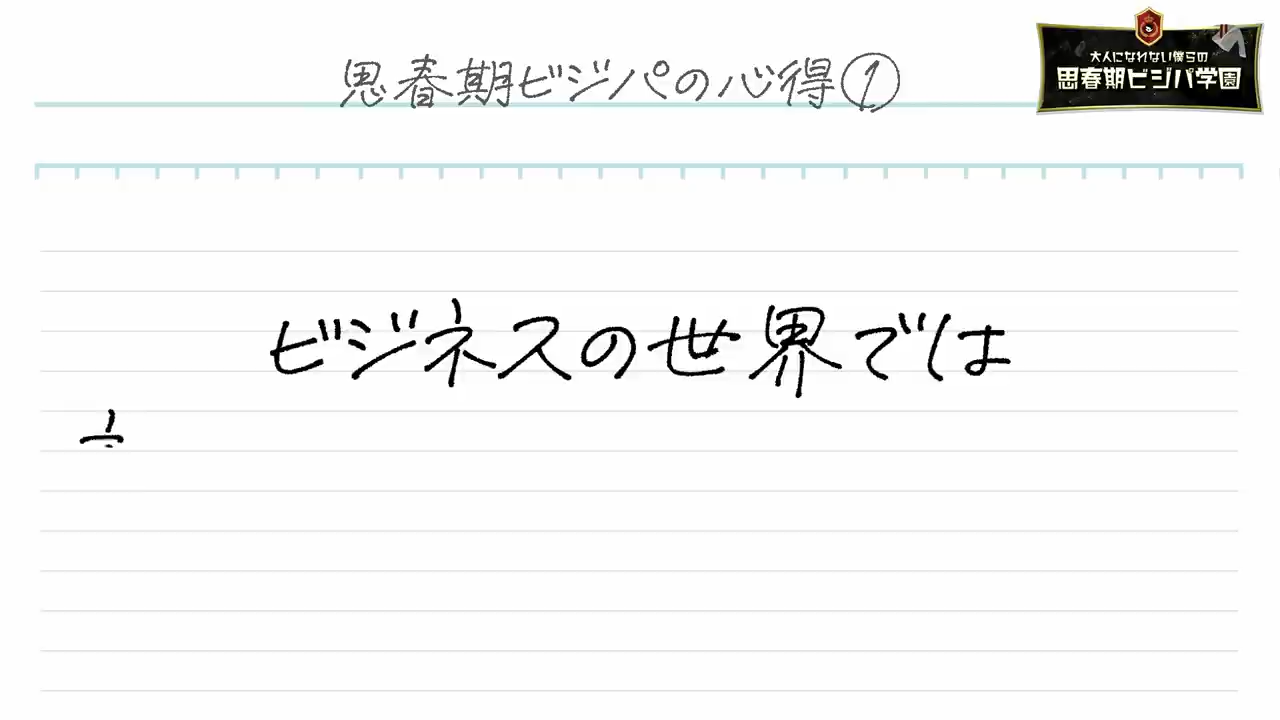 思春期ビジパの心得①
大人になれない僕らの
思春期ビジパ学園
ビジネスの世界では